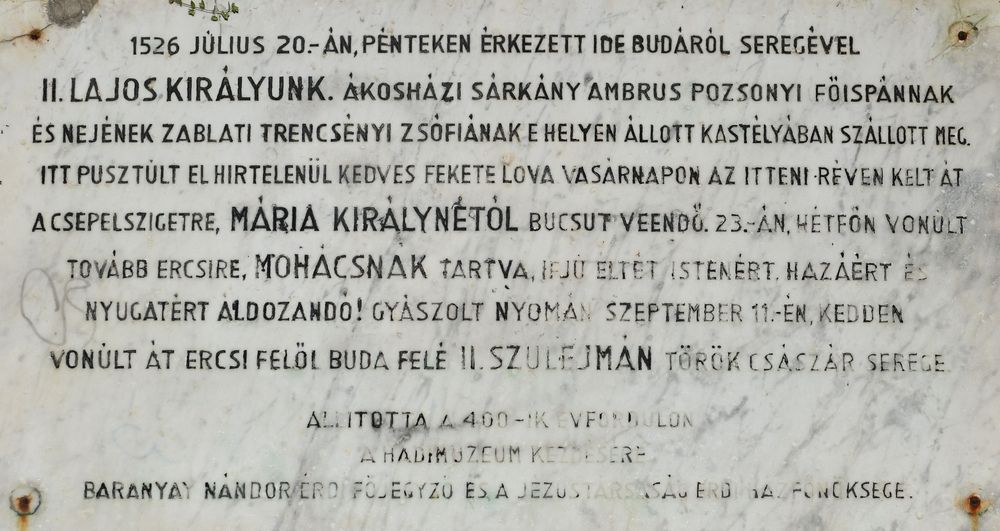 1526 JÚLIUS 20.-ÁN, PÉNTEKEN ÉRKEZETT IDE BUDÁRÓL SEREGÉVEL
II. LAJOS KIRÁLYUNK. ÁKOSHÁZI SÁRKÁNY AMBRUS POZSONYI FŐISPÁNNAK
ÉS NEJÉNEK ZABLATI TRENCSÉNYI ZSÓFIÁNAK E HELYEN ÁLLOTT KASTÉLYÁBAN SZÁLLOTT MEG.
ITT PUSZTÚLT EL HIRTELENÜL KEDVES FEKETE LOVA VASÁRNAPON AZ ITTENI-RÉVEN KELT ÁT
A CSEPELSZIGETRE, MÁRIA KIRÁLYNÉTÓL BUCSUT VEENDŐ. 23.-ÁN, HÉTFŐN VONÚLT
TOVÁBB ERCSIRE, MOHÁCSNAK TARTVA, IFJÚ ÉLTÉT ISTENÉRT, HAZÁÉRT ÉS
NYUGATÉRT ÁLDOZANDÓ! GYÁSZOLT NYOMÁN SZEPTEMBER 11.-ÉN, KEDDEN
VONÚLT ÁT ERCSI FELŐL BUDA FELÉ II. SZULEJMÁN TÖRÖK CSÁSZÁR SEREGE.
ÁLLITOTTA A 400-IK ÉVFORDULÓN
A HADIMUZEUM KEZDÉSÉRE
BARANYAY NÁNDOR ÉRDI FŐJEGYZŐ ÉS A JÉZUSTÁRSASÁG ÉRDI HÁZFŐNÖKSÉGE.